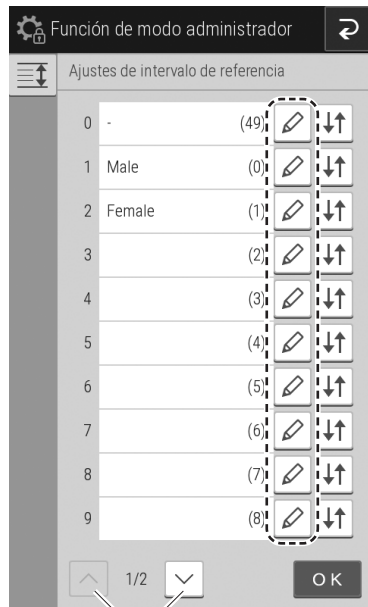 Función de modo administrador
Ajustes de intervalo de referencia
0 - (49)
1 Male (0)
2 Female (1)
3 (2)
4 (3)
5 (4)
6 (5)
7 (6)
8 (7)
9 (8)
1/2 OK